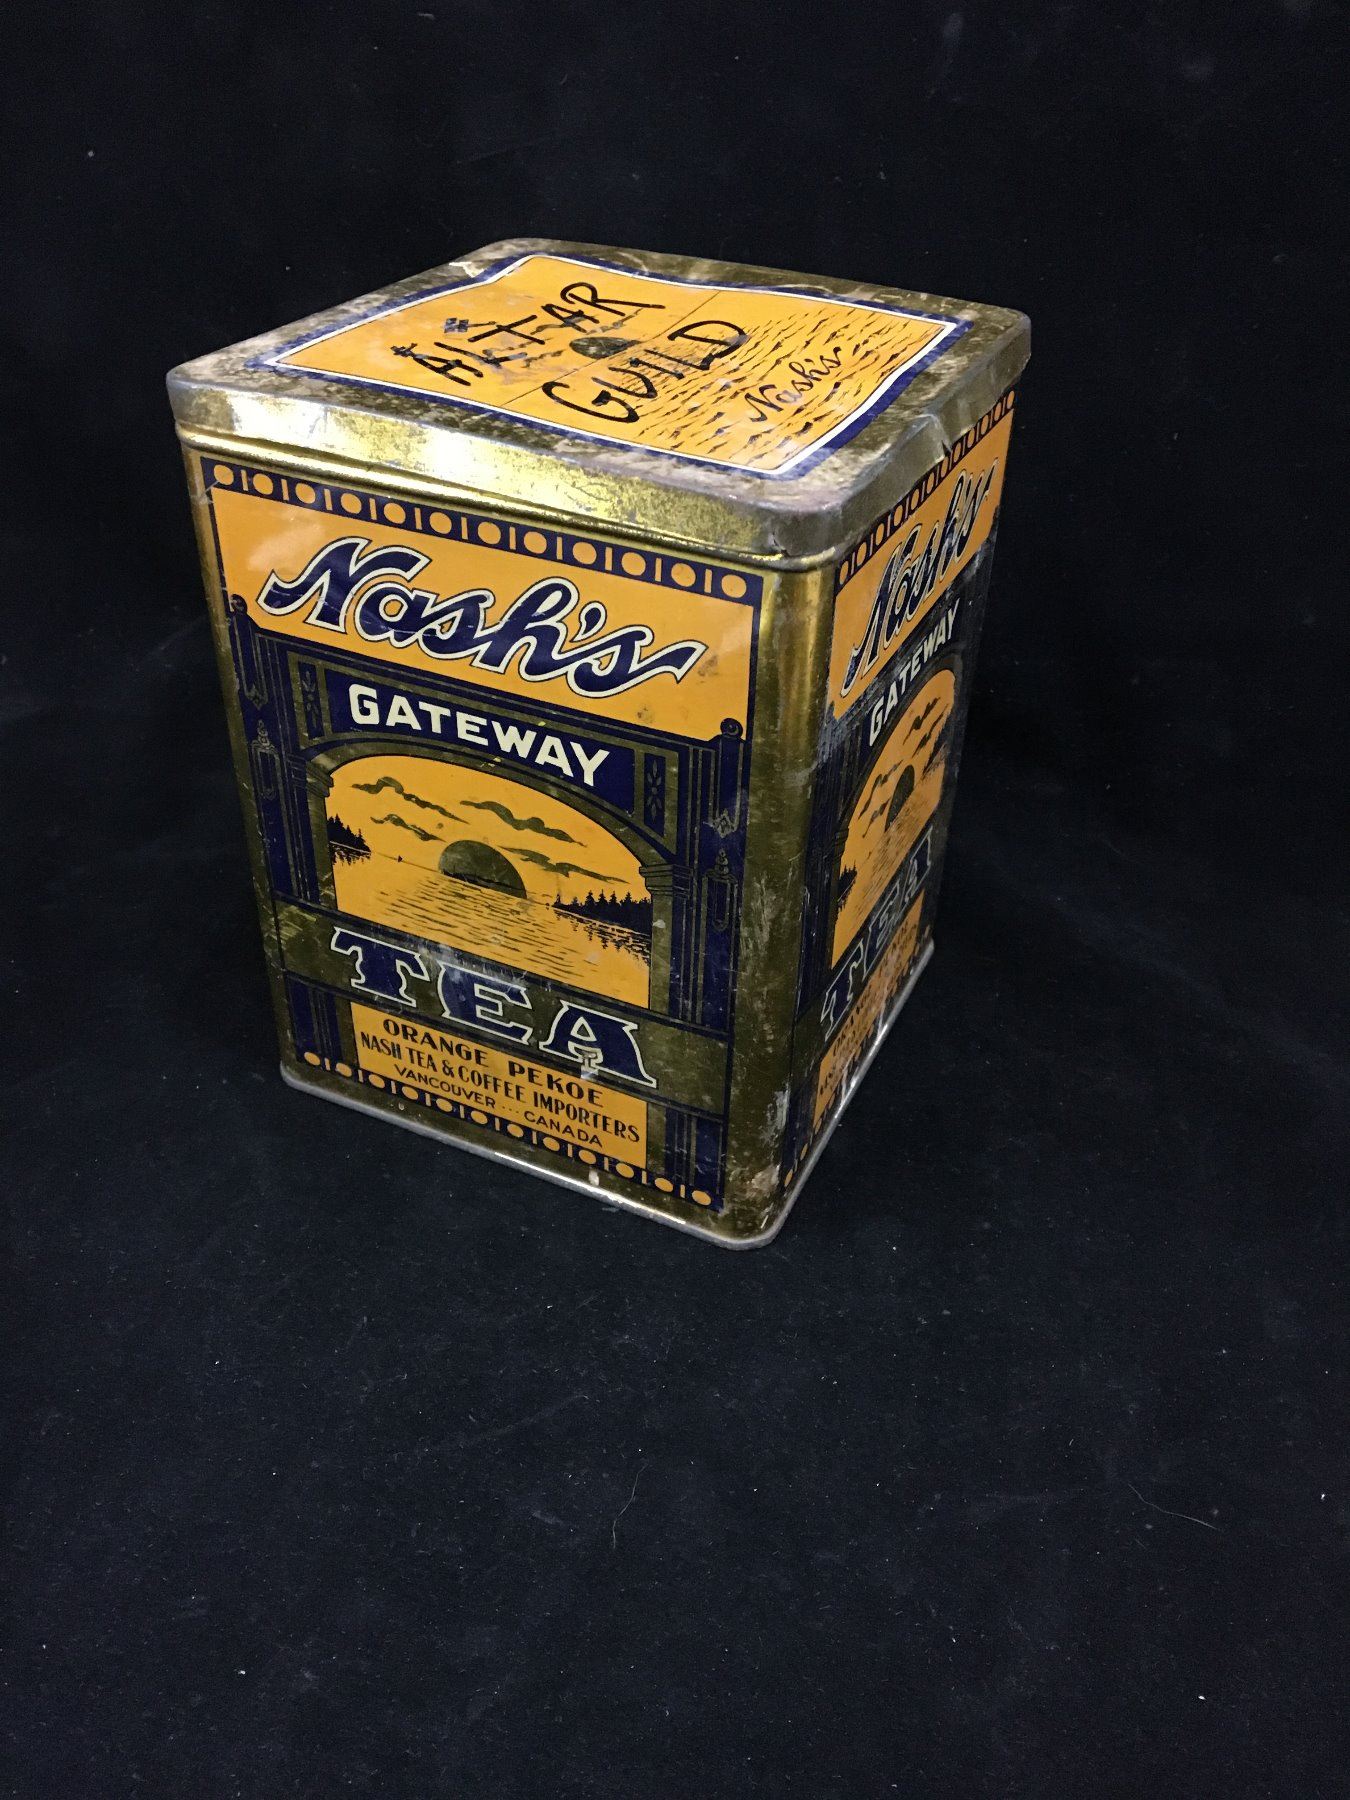 ALTAR
GUILD
Nash's
Nash's
GATEWAY
TEA
ORANGE PEKOE
NASH TEA & COFFEE IMPORTERS
VANCOUVER ... CANADA
Nash's
GATEWAY
TEA